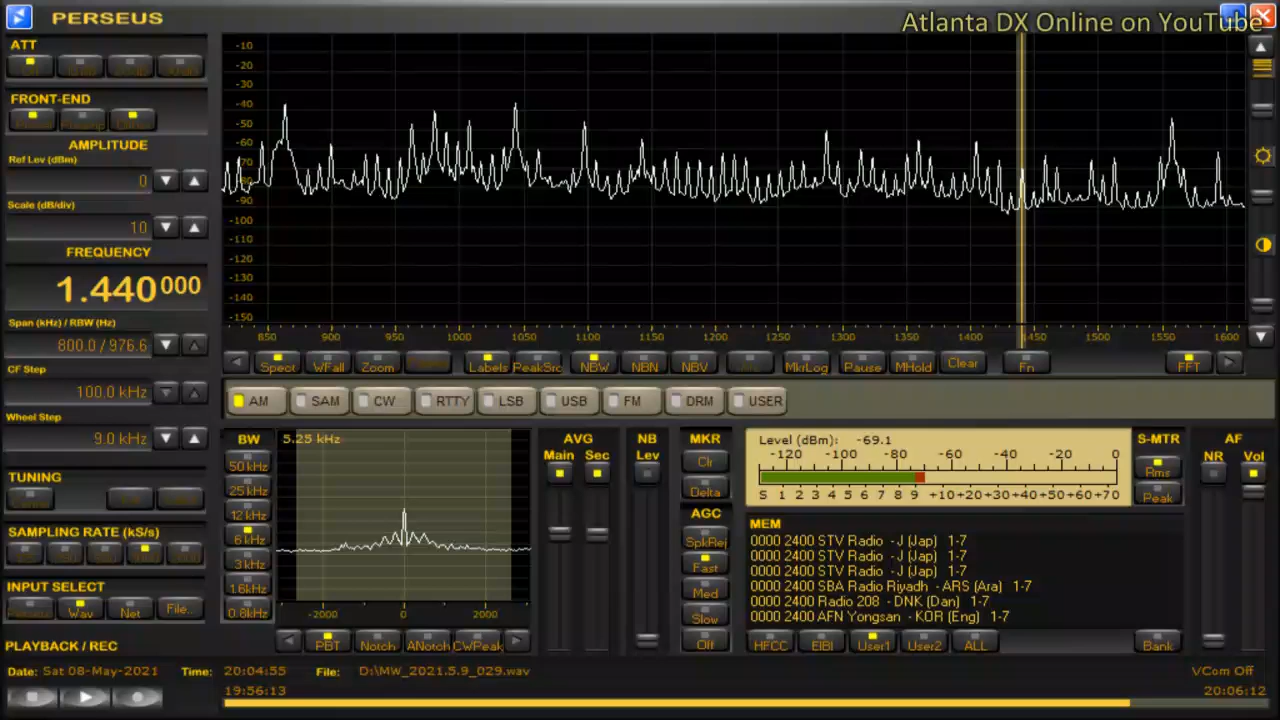 PERSEUS
Atlanta DX Online on YouTube
ATT
FRONT-END
AMPLITUDE
Ref Lev (dBm)
0
Scale (dB/div)
10
FREQUENCY
1.440000
Span (kHz) / RBW (Hz)
800.0 / 976.6
CF Step
100.0 kHz
Wheel Step
9.0 kHz
TUNING
SAMPLING RATE (kS/s)
INPUT SELECT
Wav Net File..
PLAYBACK / REC
-10
-20
-30
-40
-50
-60
-70
-80
-90
-100
-110
-120
-130
-140
-150
850 900 950 1000 1050 1100 1150 1200 1250 1300 1350 1400 1450 1500 1550 1600
Spect WFall Zoom Labels PeakSrc NBW NBN NBV MkrLog Pause MHold Clear Fn FFT
AM SAM CW RTTY LSB USB FM DRM USER
BW
50 kHz
25 kHz
12 kHz
6 kHz
3 kHz
1.6kHz
0.8kHz
5.25 kHz
-2000 0 2000
PBT Notch ANotch CWPeak
AVG
Main Sec
NB
Lev
MKR
Clr
Delta
AGC
SpkRej
Fast
Med
Slow
Off
Level (dBm): -69.1
-120 -100 -80 -60 -40 -20 0
S 1 2 3 4 5 6 7 8 9 +10+20+30+40+50+60+70
S-MTR
Rms
Peak
AF
NR Vol
MEM
0000 2400 STV Radio - J (Jap) 1-7
0000 2400 STV Radio - J (Jap) 1-7
0000 2400 STV Radio - J (Jap) 1-7
0000 2400 SBA Radio Riyadh - ARS (Ara) 1-7
0000 2400 Radio 208 - DNK (Dan) 1-7
0000 2400 AFN Yongsan - KOR (Eng) 1-7
HFCC EIBI User1 User2 ALL Bank
Date: Sat 08-May-2021 Time: 20:04:55 File: D:\MW_2021.5.9_029.wav VCom Off
19:56:13 20:06:12